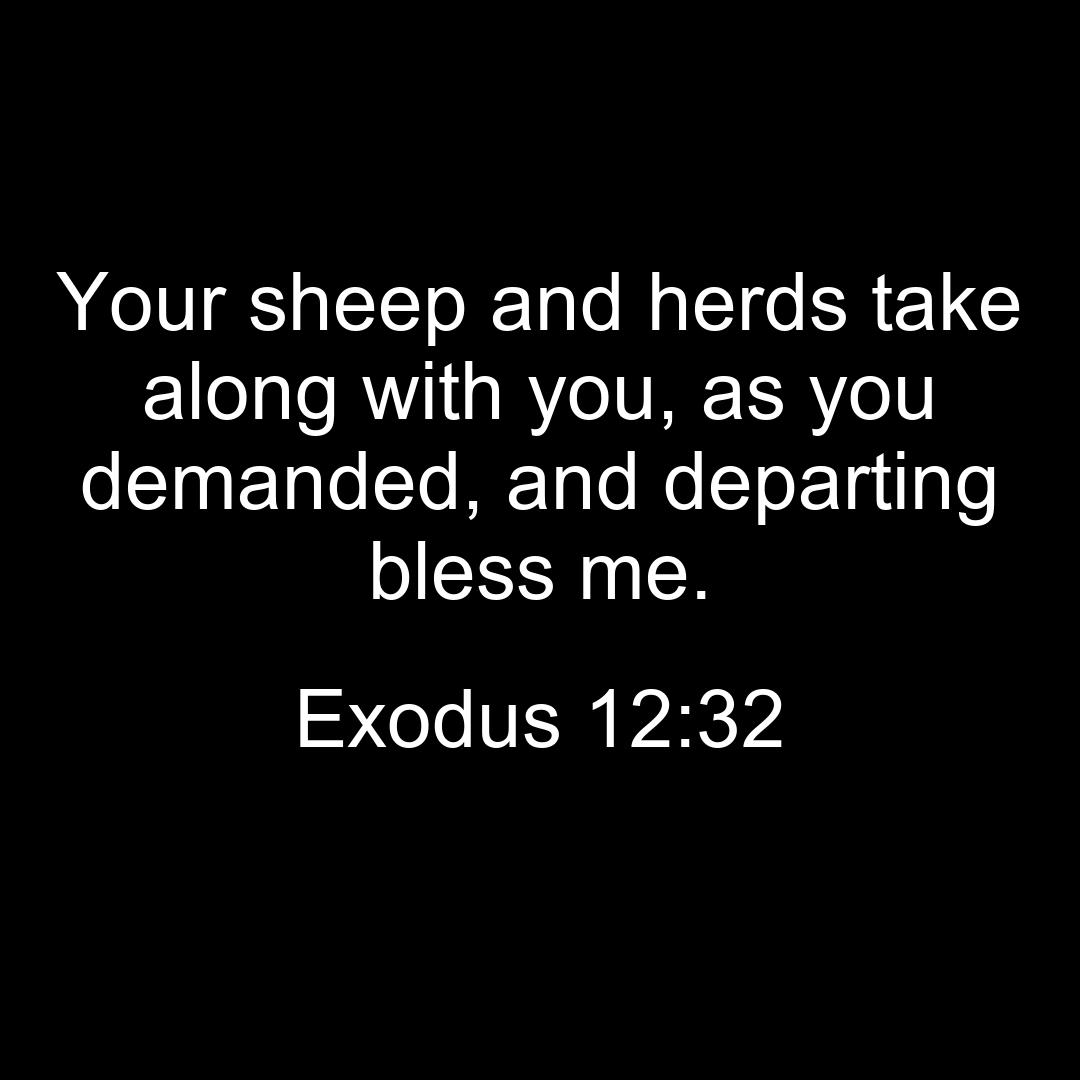 Your sheep and herds take
along with you, as you
demanded, and departing
bless me.
Exodus 12:32